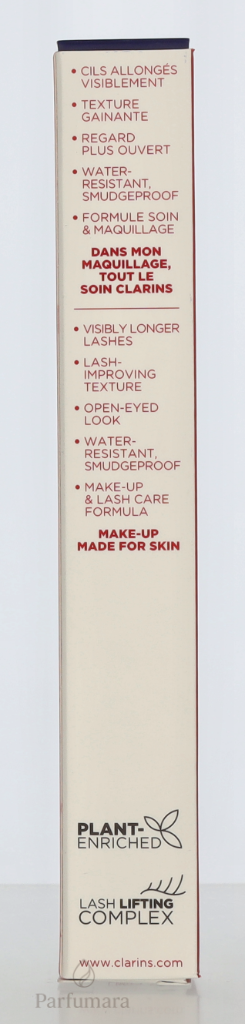 • CILS ALLONGÉS
VISIBLEMENT
• TEXTURE
GAINANTE
• REGARD
PLUS OUVERT
• WATER-
RESISTANT,
SMUDGEPROOF
• FORMULE SOIN
& MAQUILLAGE
DANS MON
MAQUILLAGE,
TOUT LE
SOIN CLARINS
• VISIBLY LONGER
LASHES
• LASH-
IMPROVING
TEXTURE
• OPEN-EYED
LOOK
• WATER-
RESISTANT,
SMUDGEPROOF
• MAKE-UP
& LASH CARE
FORMULA
MAKE-UP
MADE FOR SKIN
PLANT-
ENRICHED
LASH LIFTING
COMPLEX
www.clarins.com
Parfumara